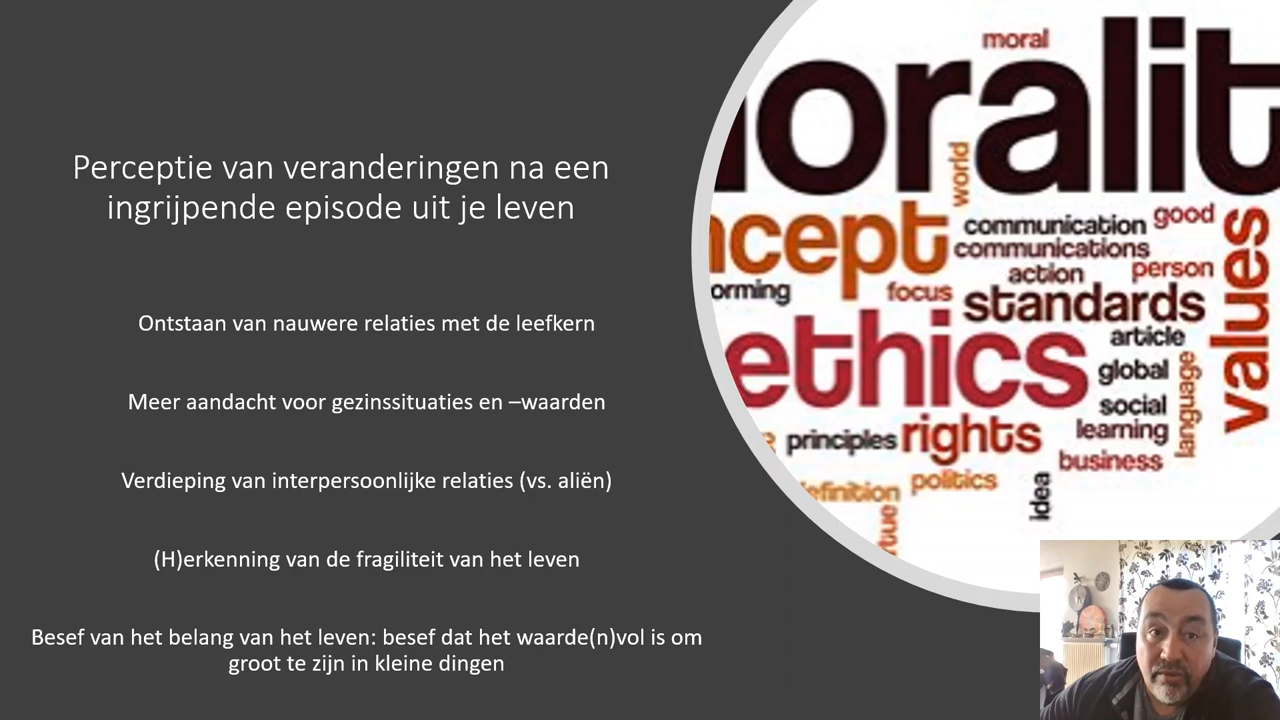 Perceptie van veranderingen na een
ingrijpende episode uit je leven
Ontstaan van nauwere relaties met de leefkern
Meer aandacht voor gezinssituaties en –waarden
Verdieping van interpersoonlijke relaties (vs. aliën)
(H)erkenning van de fragiliteit van het leven
Besef van het belang van het leven: besef dat het waarde(n)vol is om
groot te zijn in kleine dingen
moral
oralit
world
ncept
communication
good
communications
action
person
values
orming
focus
standards
ethics
article
global
language
social
principles
rights
learning
business
efinition
politics
idea
rtue